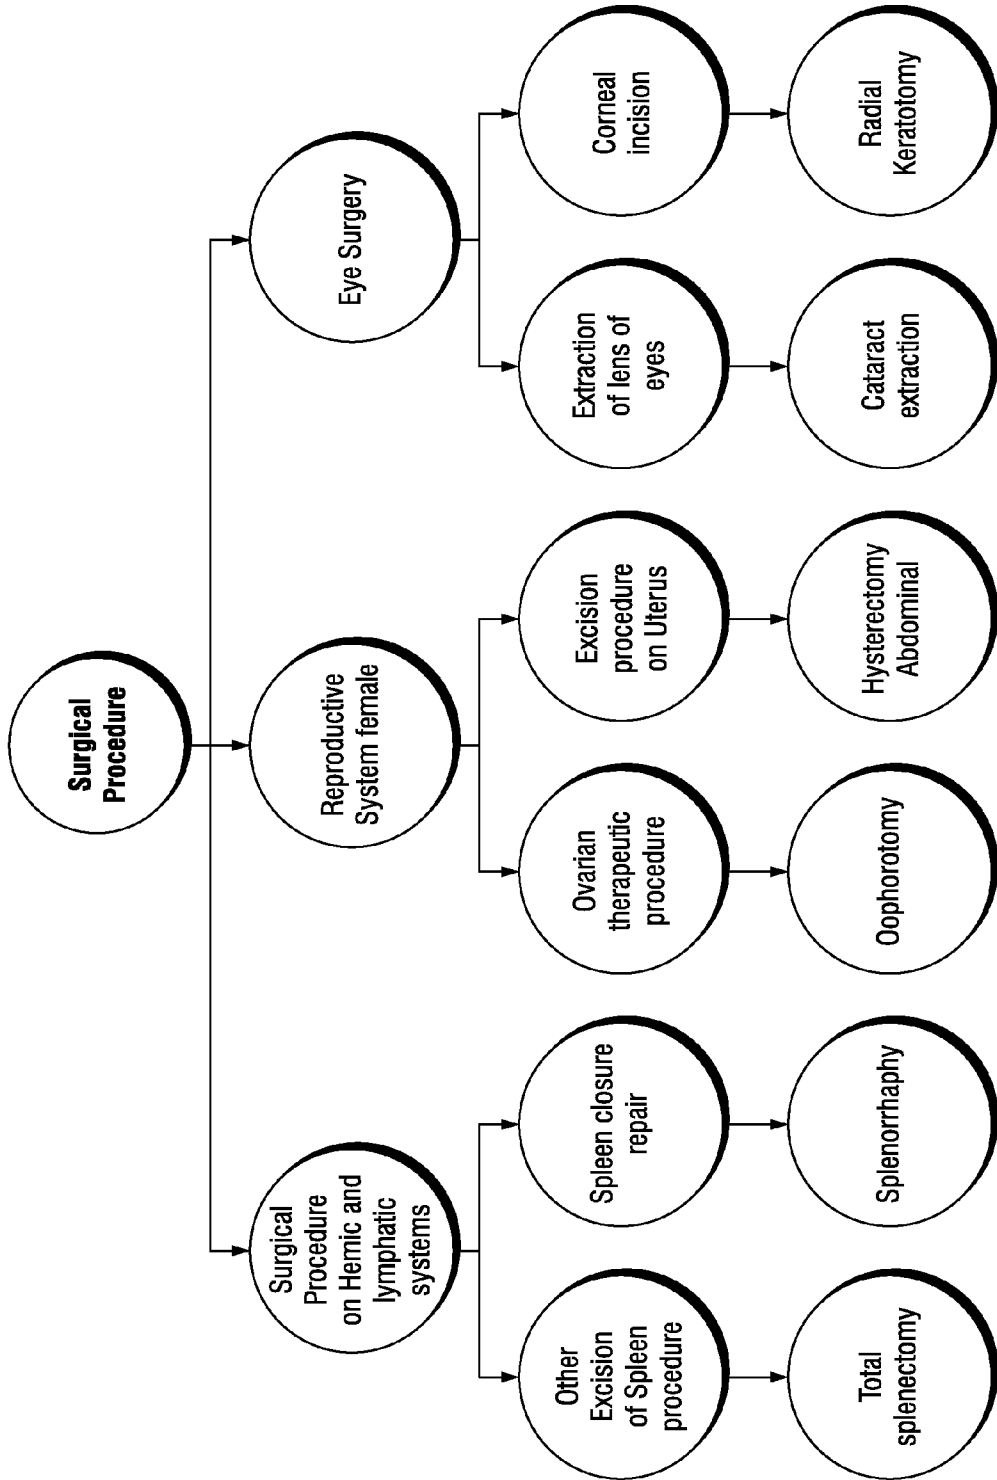 Surgical
Procedure
Surgical
Procedure
on Hemic and
lymphatic
systems
Reproductive
System female
Eye Surgery
Other
Excision
of Spleen
procedure
Spleen closure
repair
Ovarian
therapeutic
procedure
Excision
procedure
on Uterus
Extraction
of lens of
eyes
Corneal
incision
Total
splenectomy
Splenorrhaphy
Oophorotomy
Hysterectomy
Abdominal
Cataract
extraction
Radial
Keratotomy